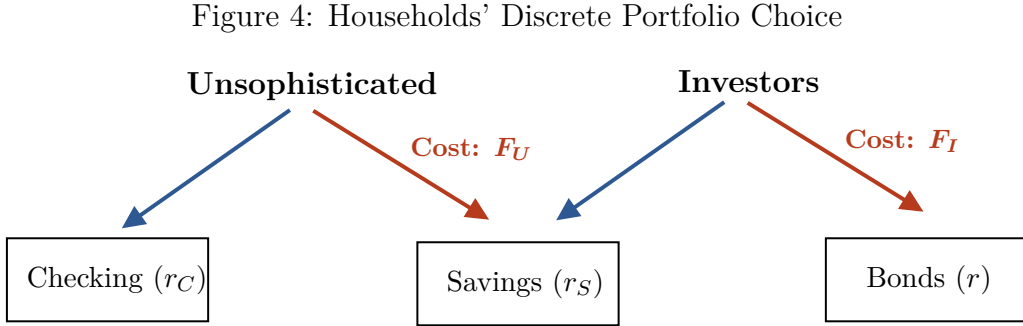 Figure 4: Households' Discrete Portfolio Choice
Unsophisticated
Investors
Cost: F_U
Cost: F_I
Checking (r_C)
Savings (r_S)
Bonds (r)